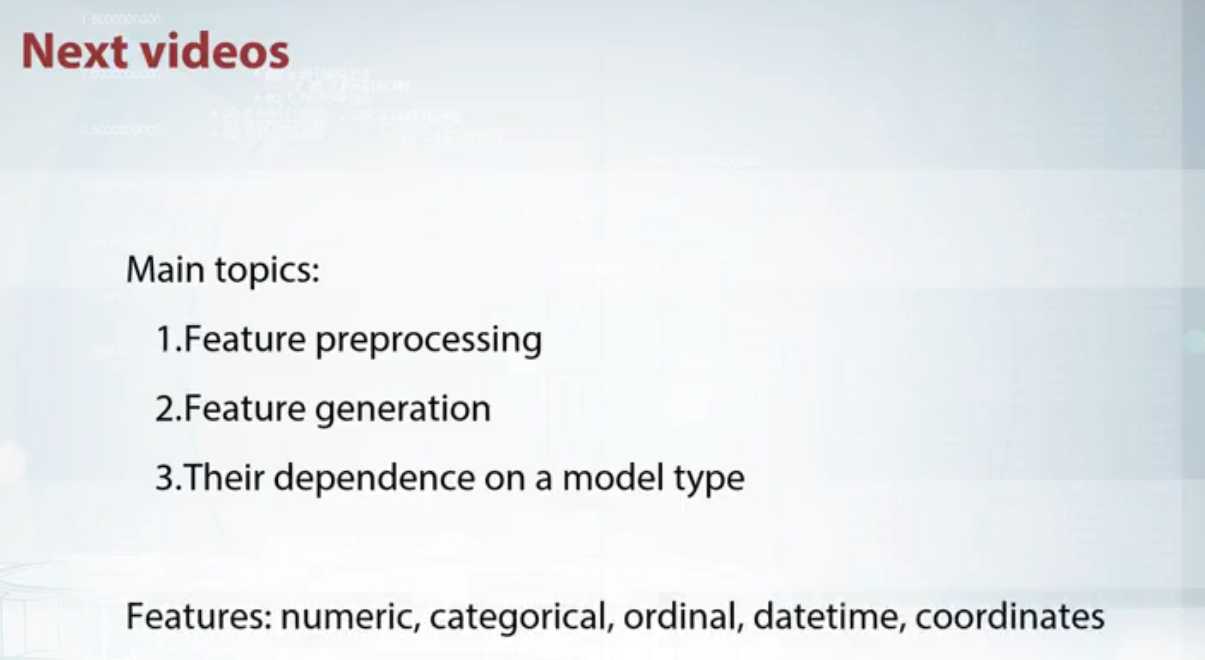 Next videos
Main topics:
1.Feature preprocessing
2.Feature generation
3.Their dependence on a model type
Features: numeric, categorical, ordinal, datetime, coordinates